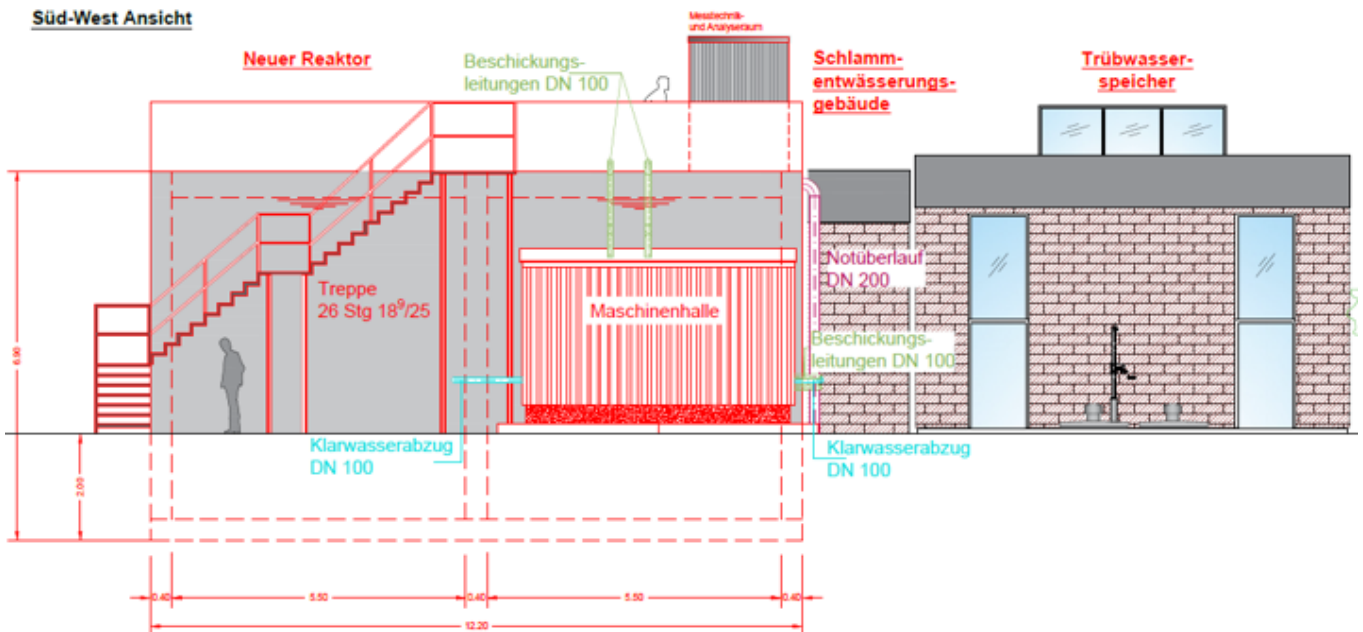 Süd-West Ansicht
Messtechnik-
und Analyseraum
Neuer Reaktor
Beschickungs-
leitungen DN 100
Schlamm-
entwässerungs-
gebäude
Trübwasser-
speicher
Treppe
26 Stg 18⁹/25
Maschinenhalle
Notüberlauf
DN 200
Beschickungs-
leitungen DN 100
Klarwasserabzug
DN 100
Klarwasserabzug
DN 100
6.90
2.00
0.40
5.50
0.40
5.50
0.40
12.20